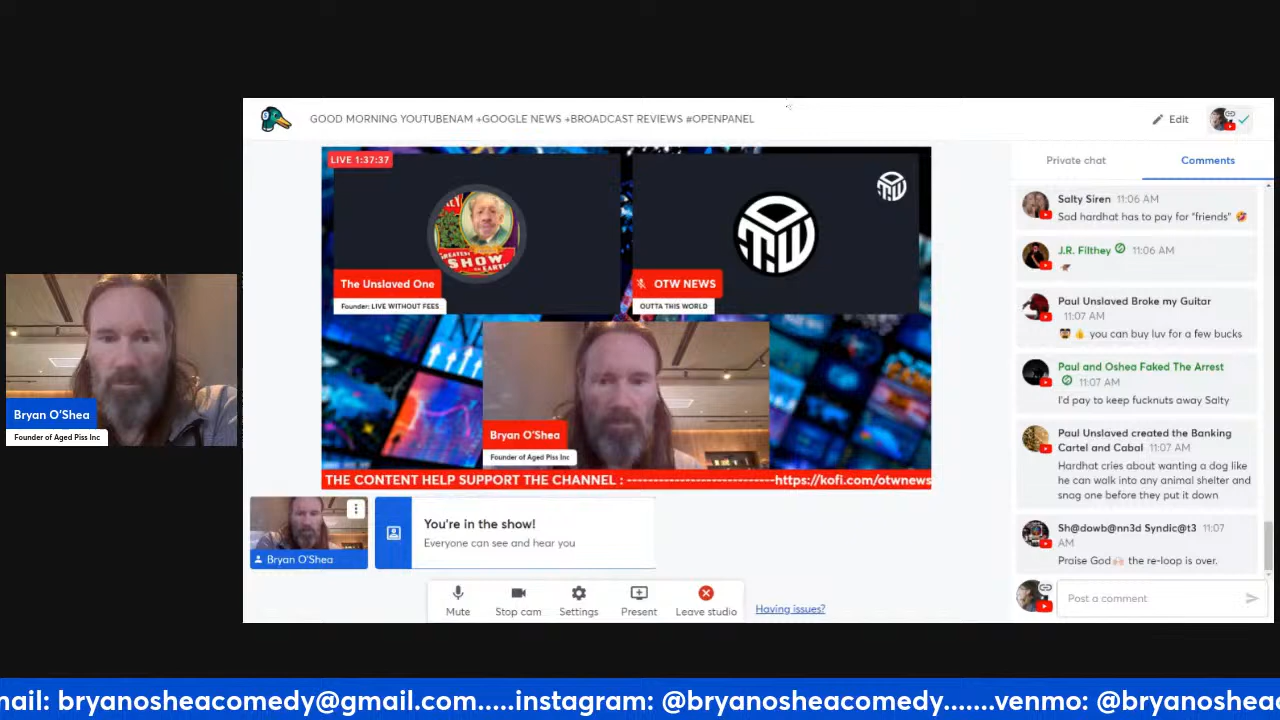 GOOD MORNING YOUTUBENAM +GOOGLE NEWS +BROADCAST REVIEWS #OPENPANEL
Edit
LIVE 1:37:37
GREATEST
SHOW
ON EARTH
The Unslaved One
Founder: LIVE WITHOUT FEES
OTW NEWS
OUTTA THIS WORLD
Bryan O'Shea
Founder of Aged Piss Inc
THE CONTENT HELP SUPPORT THE CHANNEL : ---------------------------https://kofi.com/otwnews
Bryan O'Shea
Founder of Aged Piss Inc
Bryan O'Shea
You're in the show!
Everyone can see and hear you
Mute
Stop cam
Settings
Present
Leave studio
Having issues?
Private chat
Comments
Salty Siren 11:06 AM
Sad hardhat has to pay for "friends" 🤣
J.R. Filthey 11:06 AM
Paul Unslaved Broke my Guitar
11:07 AM
you can buy luv for a few bucks
Paul and Oshea Faked The Arrest
11:07 AM
I'd pay to keep fucknuts away Salty
Paul Unslaved created the Banking
Cartel and Cabal 11:07 AM
Hardhat cries about wanting a dog like
he can walk into any animal shelter and
snag one before they put it down
Sh@dowb@nn3d Syndic@t3 11:07
AM
Praise God🙌🏻 the re-loop is over.
Post a comment
nail: bryanosheacomedy@gmail.com.....instagram: @bryanosheacomedy.......venmo: @bryanoshea